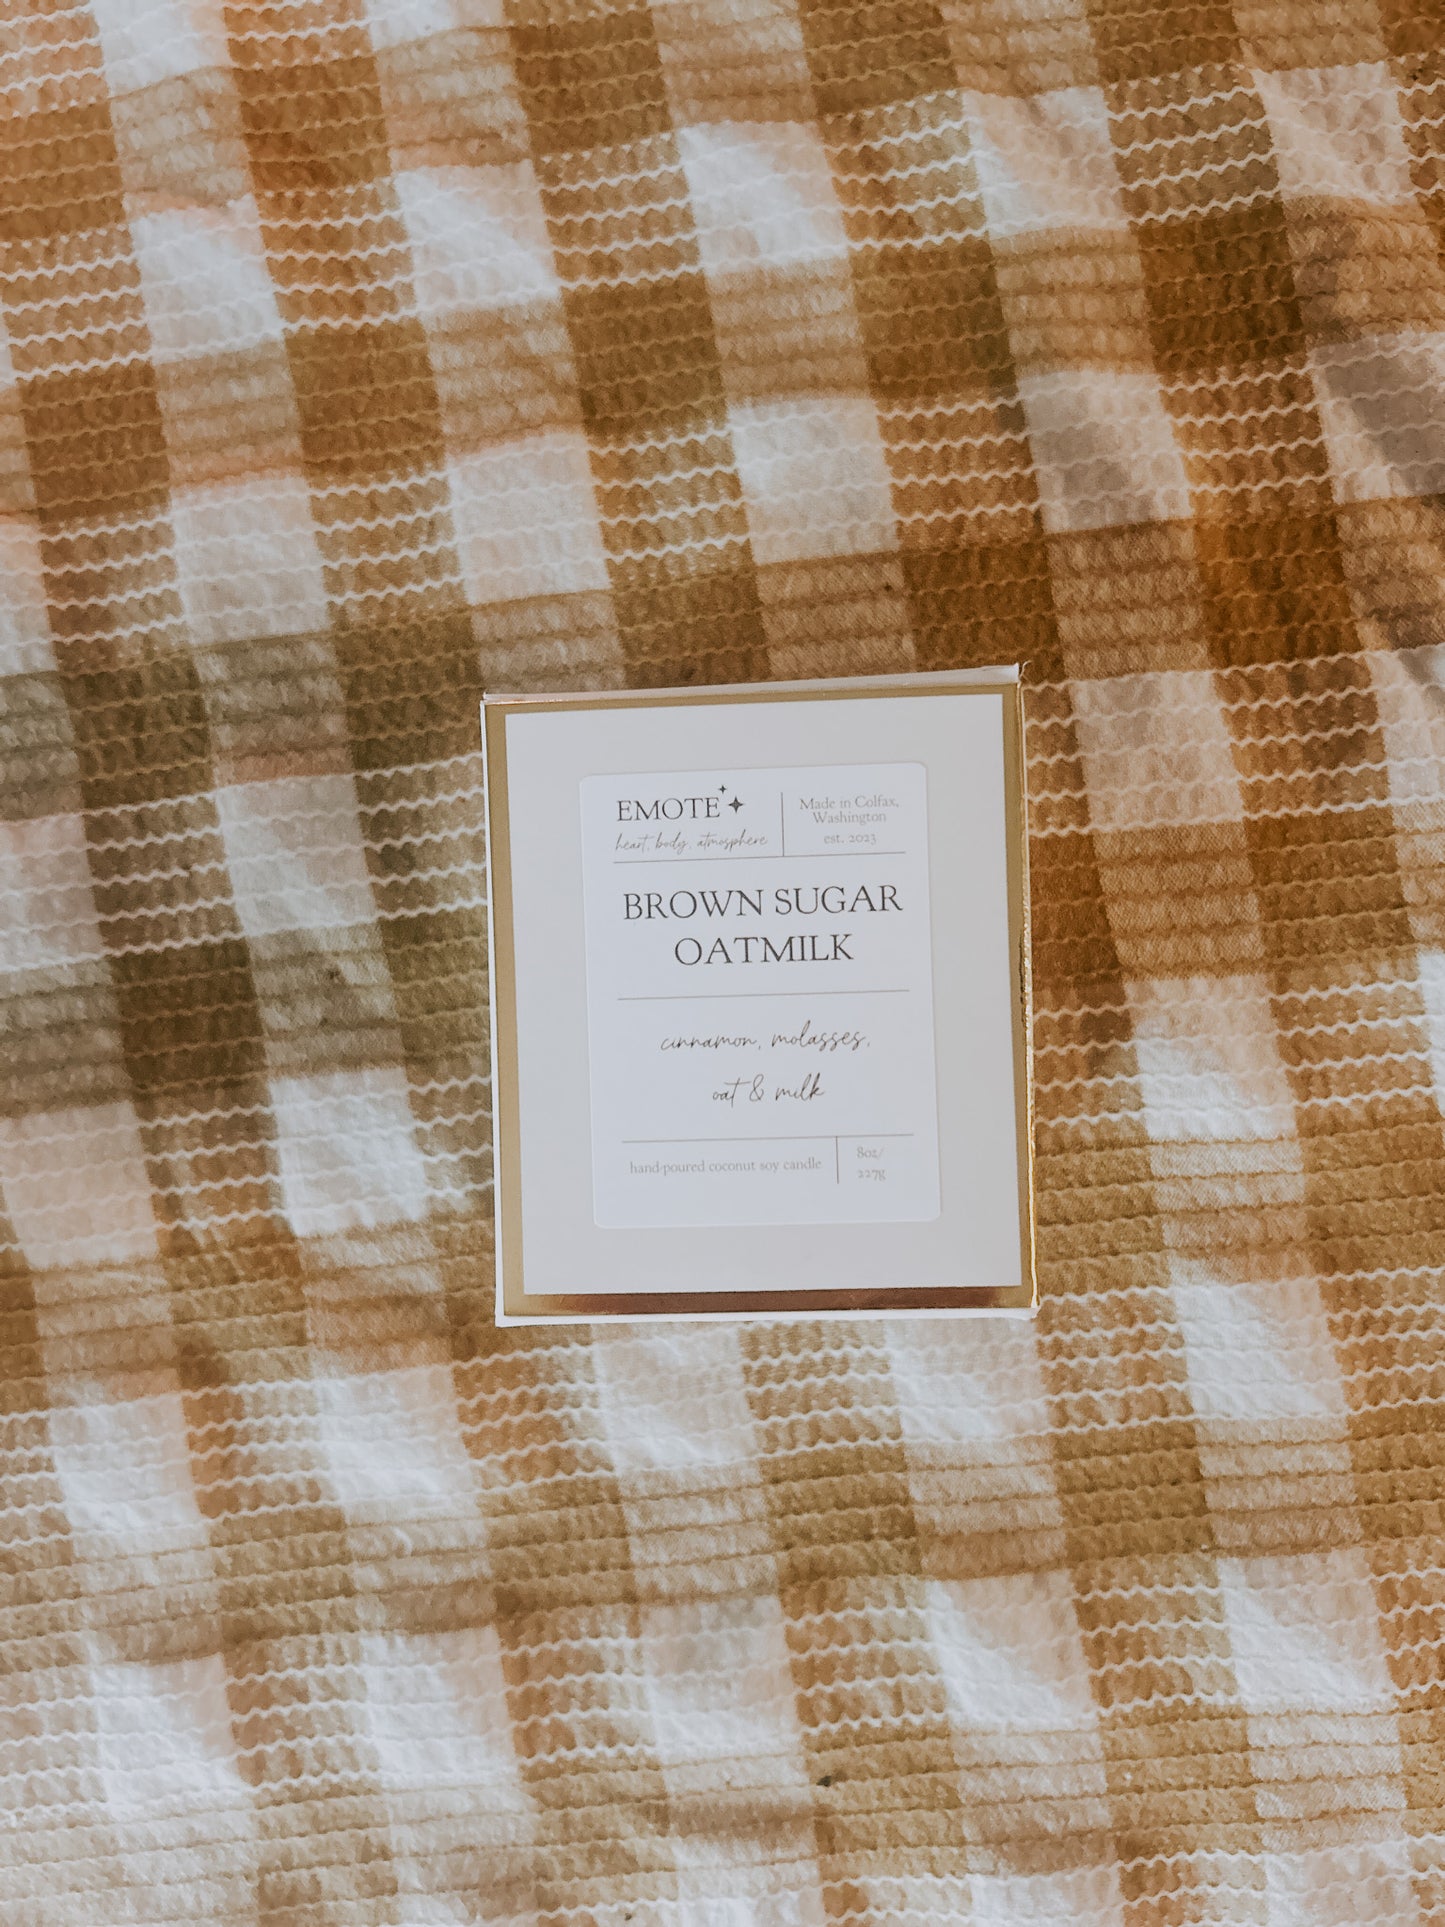 EMOTE
heart, body, atmosphere
Made in Colfax,
Washington
est. 2023
BROWN SUGAR
OATMILK
cinnamon, molasses,
oat & milk
hand-poured coconut soy candle
8oz/
227g